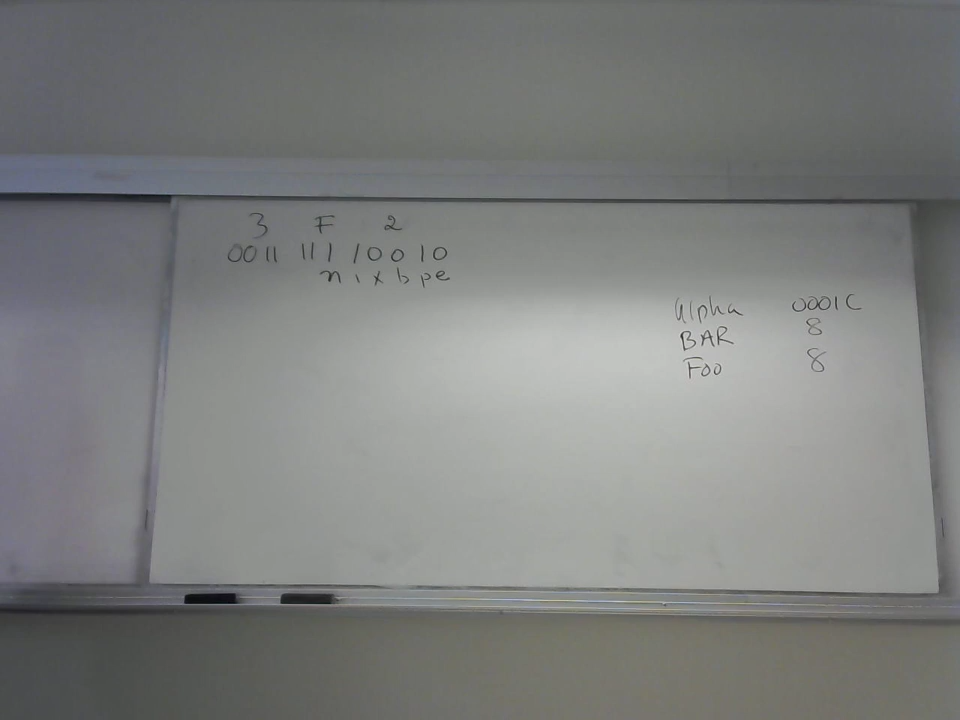 3 F 2
0011 111 10010
n i x b p e
Alpha 0001C
BAR 8
Foo 8